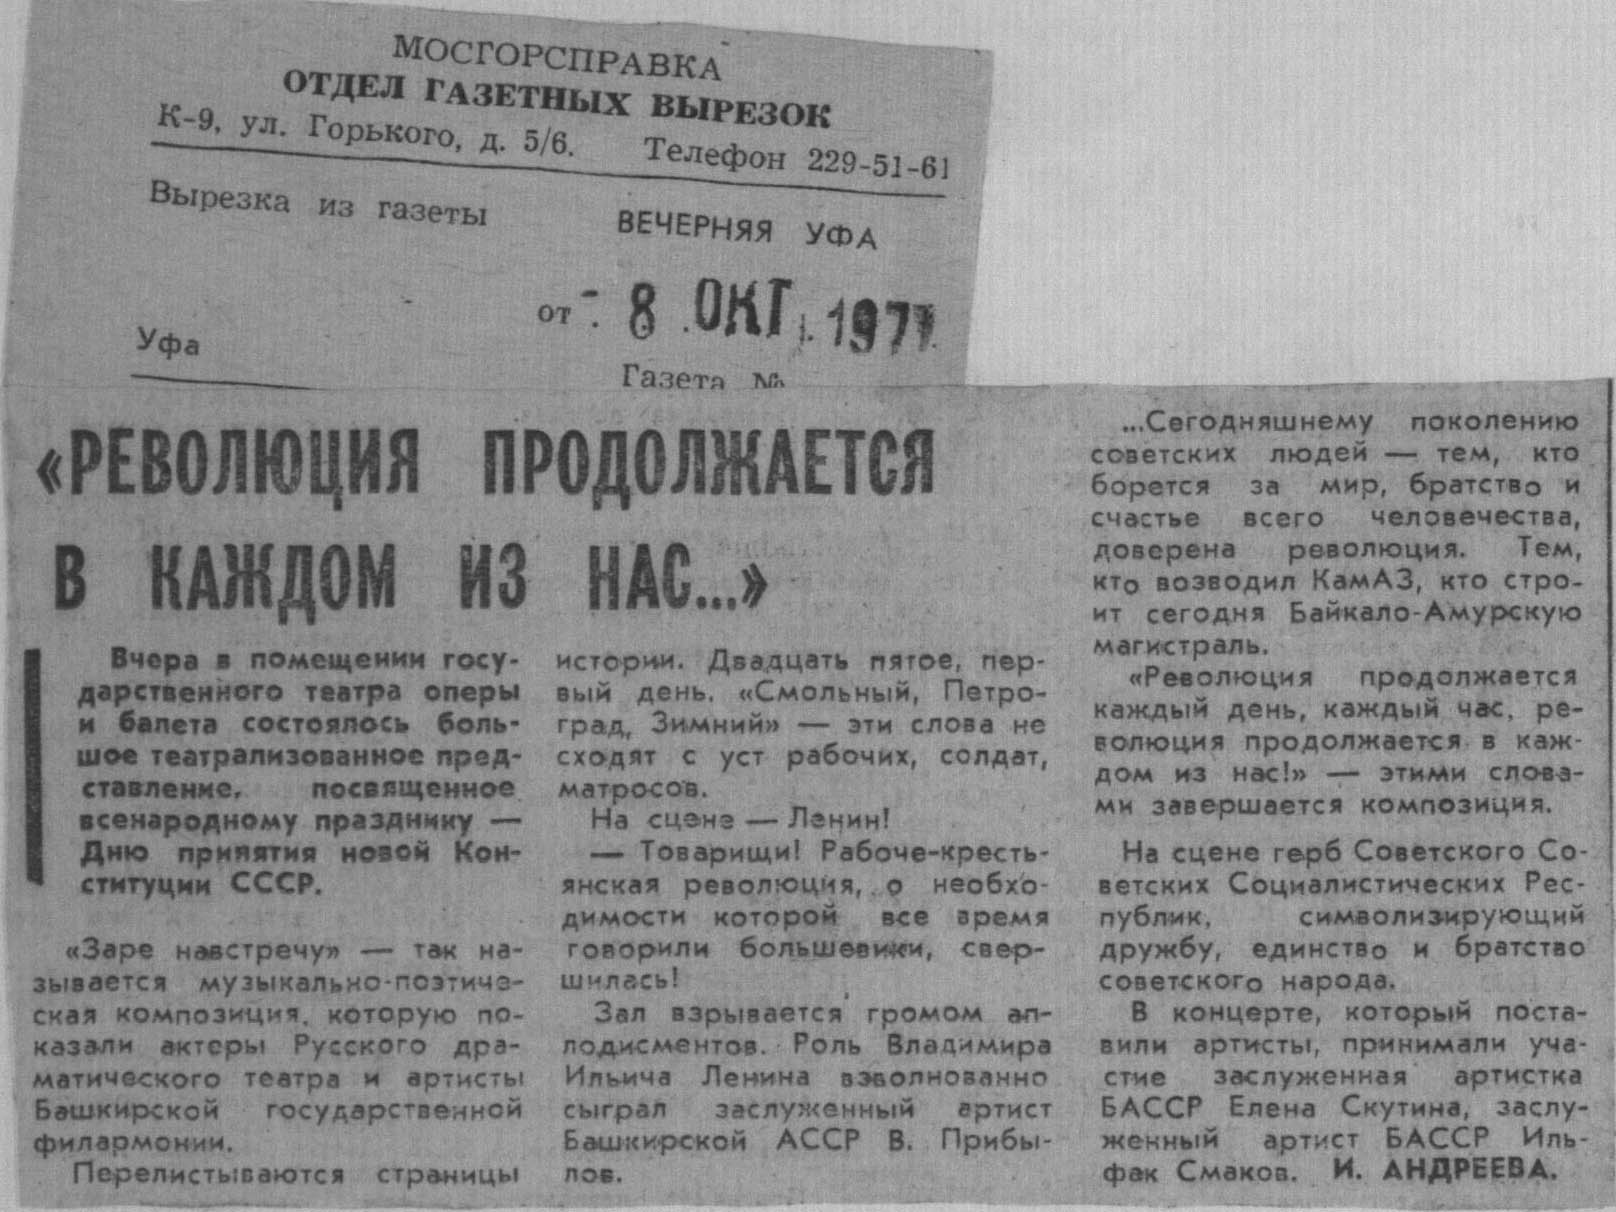 МОСГОРСПРАВКА
ОТДЕЛ ГАЗЕТНЫХ ВЫРЕЗОК
К-9, ул. Горького, д. 5/6. Телефон 229-51-61
Вырезка из газеты
ВЕЧЕРНЯЯ УФА
от - 8 ОКТ. 1977
Уфа
Газета №
«РЕВОЛЮЦИЯ ПРОДОЛЖАЕТСЯ
В КАЖДОМ ИЗ НАС...»
Вчера в помещении госу-
дарственного театра оперы
и балета состоялось боль-
шое театрализованное пред-
ставление, посвященное
всенародному празднику —
Дню принятия новой Кон-
ституции СССР.
«Заре навстречу» — так на-
зывается музыкально-поэтиче-
ская композиция, которую по-
казали актеры Русского дра-
матического театра и артисты
Башкирской государственной
филармонии.
Перелистываются страницы
истории. Двадцать пятое, пер-
вый день. «Смольный, Петро-
град, Зимний» — эти слова не
сходят с уст рабочих, солдат,
матросов.
На сцене — Ленин!
— Товарищи! Рабоче-кресть-
янская революция, о необхо-
димости которой все время
говорили большевики, свер-
шилась!
Зал взрывается громом ап-
лодисментов. Роль Владимира
Ильича Ленина взволнованно
сыграл заслуженный артист
Башкирской АССР В. Прибы-
лов.
...Сегодняшнему поколению
советских людей — тем, кто
борется за мир, братство и
счастье всего человечества,
доверена революция. Тем,
кто возводил КамАЗ, кто стро-
ит сегодня Байкало-Амурскую
магистраль.
«Революция продолжается
каждый день, каждый час, ре-
волюция продолжается в каж-
дом из нас!» — этими слова-
ми завершается композиция.
На сцене герб Советского Со-
ветских Социалистических Рес-
публик, символизирующий
дружбу, единство и братство
советского народа.
В концерте, который поста-
вили артисты, принимали уча-
стие заслуженная артистка
БАССР Елена Скутина, заслу-
женный артист БАССР Иль-
фак Смаков. И. АНДРЕЕВА.